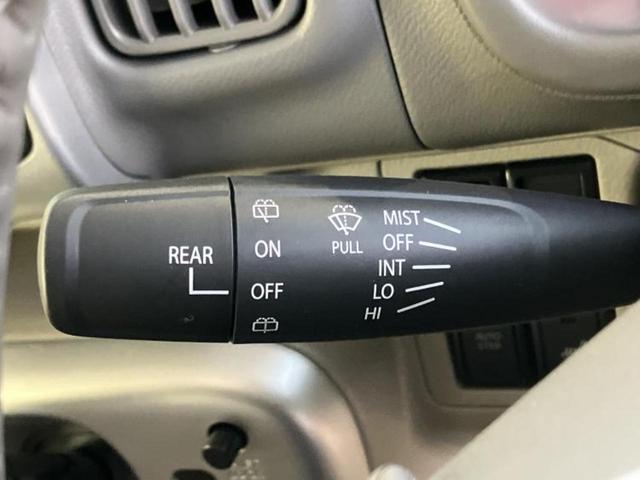 REAR
ON
OFF
PULL
MIST
OFF
INT
LO
HI